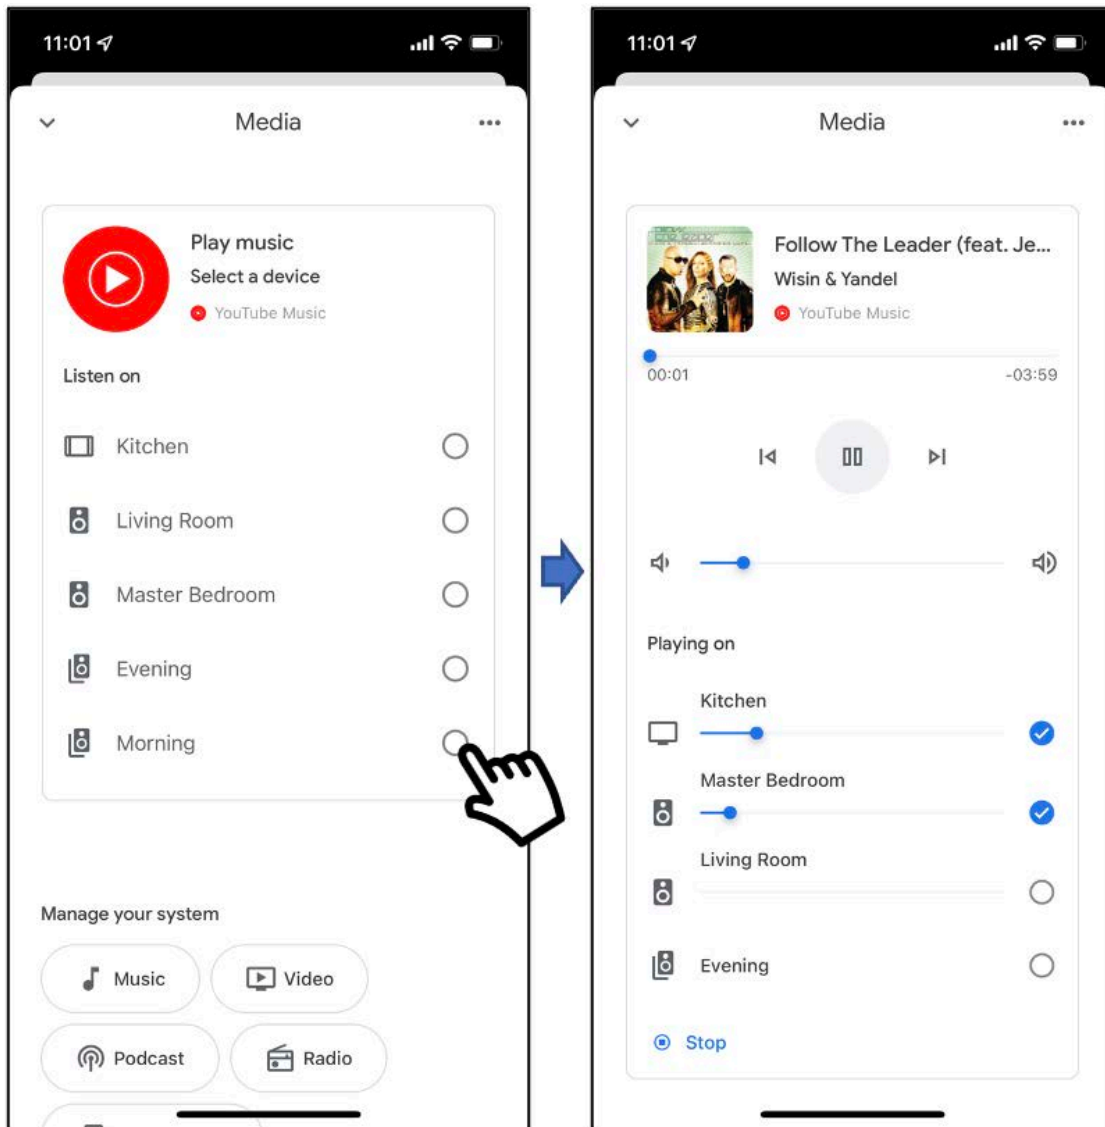 11:01
Media
Play music
Select a device
YouTube Music
Listen on
Kitchen
Living Room
Master Bedroom
Evening
Morning
Manage your system
Music
Video
Podcast
Radio
11:01
Media
Follow The Leader (feat. Je...
Wisin & Yandel
YouTube Music
00:01
-03:59
Playing on
Kitchen
Master Bedroom
Living Room
Evening
Stop